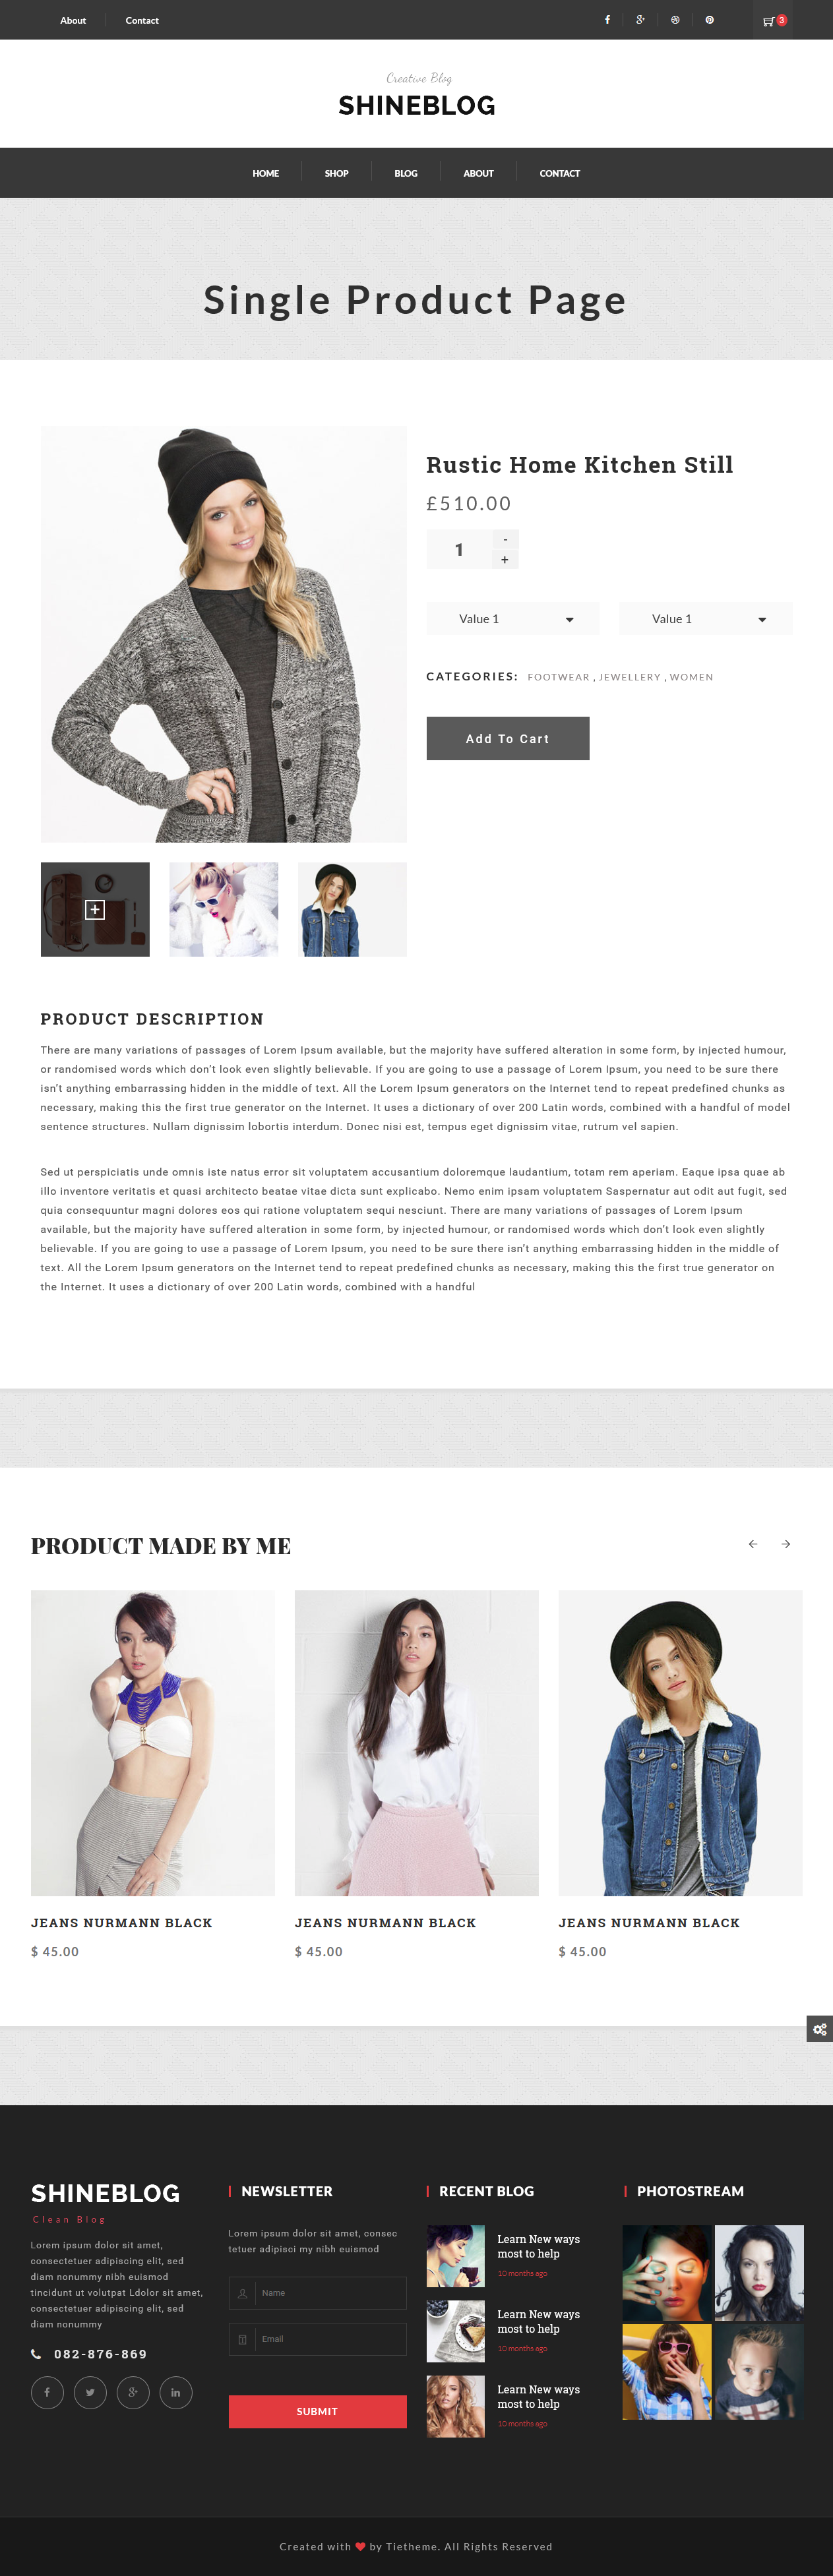 About
Contact
3
Creative Blog
SHINEBLOG
HOME
SHOP
BLOG
ABOUT
CONTACT
Single Product Page
Rustic Home Kitchen Still
£510.00
1
-
+
Value 1
Value 1
CATEGORIES: FOOTWEAR , JEWELLERY , WOMEN
Add To Cart
PRODUCT DESCRIPTION
There are many variations of passages of Lorem Ipsum available, but the majority have suffered alteration in some form, by injected humour,
or randomised words which don't look even slightly believable. If you are going to use a passage of Lorem Ipsum, you need to be sure there
isn't anything embarrassing hidden in the middle of text. All the Lorem Ipsum generators on the Internet tend to repeat predefined chunks as
necessary, making this the first true generator on the Internet. It uses a dictionary of over 200 Latin words, combined with a handful of model
sentence structures. Nullam dignissim lobortis interdum. Donec nisi est, tempus eget dignissim vitae, rutrum vel sapien.
Sed ut perspiciatis unde omnis iste natus error sit voluptatem accusantium doloremque laudantium, totam rem aperiam. Eaque ipsa quae ab
illo inventore veritatis et quasi architecto beatae vitae dicta sunt explicabo. Nemo enim ipsam voluptatem Saspernatur aut odit aut fugit, sed
quia consequuntur magni dolores eos qui ratione voluptatem sequi nesciunt. There are many variations of passages of Lorem Ipsum
available, but the majority have suffered alteration in some form, by injected humour, or randomised words which don't look even slightly
believable. If you are going to use a passage of Lorem Ipsum, you need to be sure there isn't anything embarrassing hidden in the middle of
text. All the Lorem Ipsum generators on the Internet tend to repeat predefined chunks as necessary, making this the first true generator on
the Internet. It uses a dictionary of over 200 Latin words, combined with a handful
PRODUCT MADE BY ME
JEANS NURMANN BLACK
$ 45.00
JEANS NURMANN BLACK
$ 45.00
JEANS NURMANN BLACK
$ 45.00
SHINEBLOG
Clean Blog
Lorem ipsum dolor sit amet,
consectetuer adipiscing elit, sed
diam nonummy nibh euismod
tincidunt ut volutpat Ldolor sit amet,
consectetuer adipiscing elit, sed
diam nonummy
082-876-869
NEWSLETTER
Lorem ipsum dolor sit amet, consec
tetuer adipisci my nibh euismod
Name
Email
SUBMIT
RECENT BLOG
Learn New ways
most to help
10 months ago
Learn New ways
most to help
10 months ago
Learn New ways
most to help
10 months ago
PHOTOSTREAM
Created with ❤ by Tietheme. All Rights Reserved